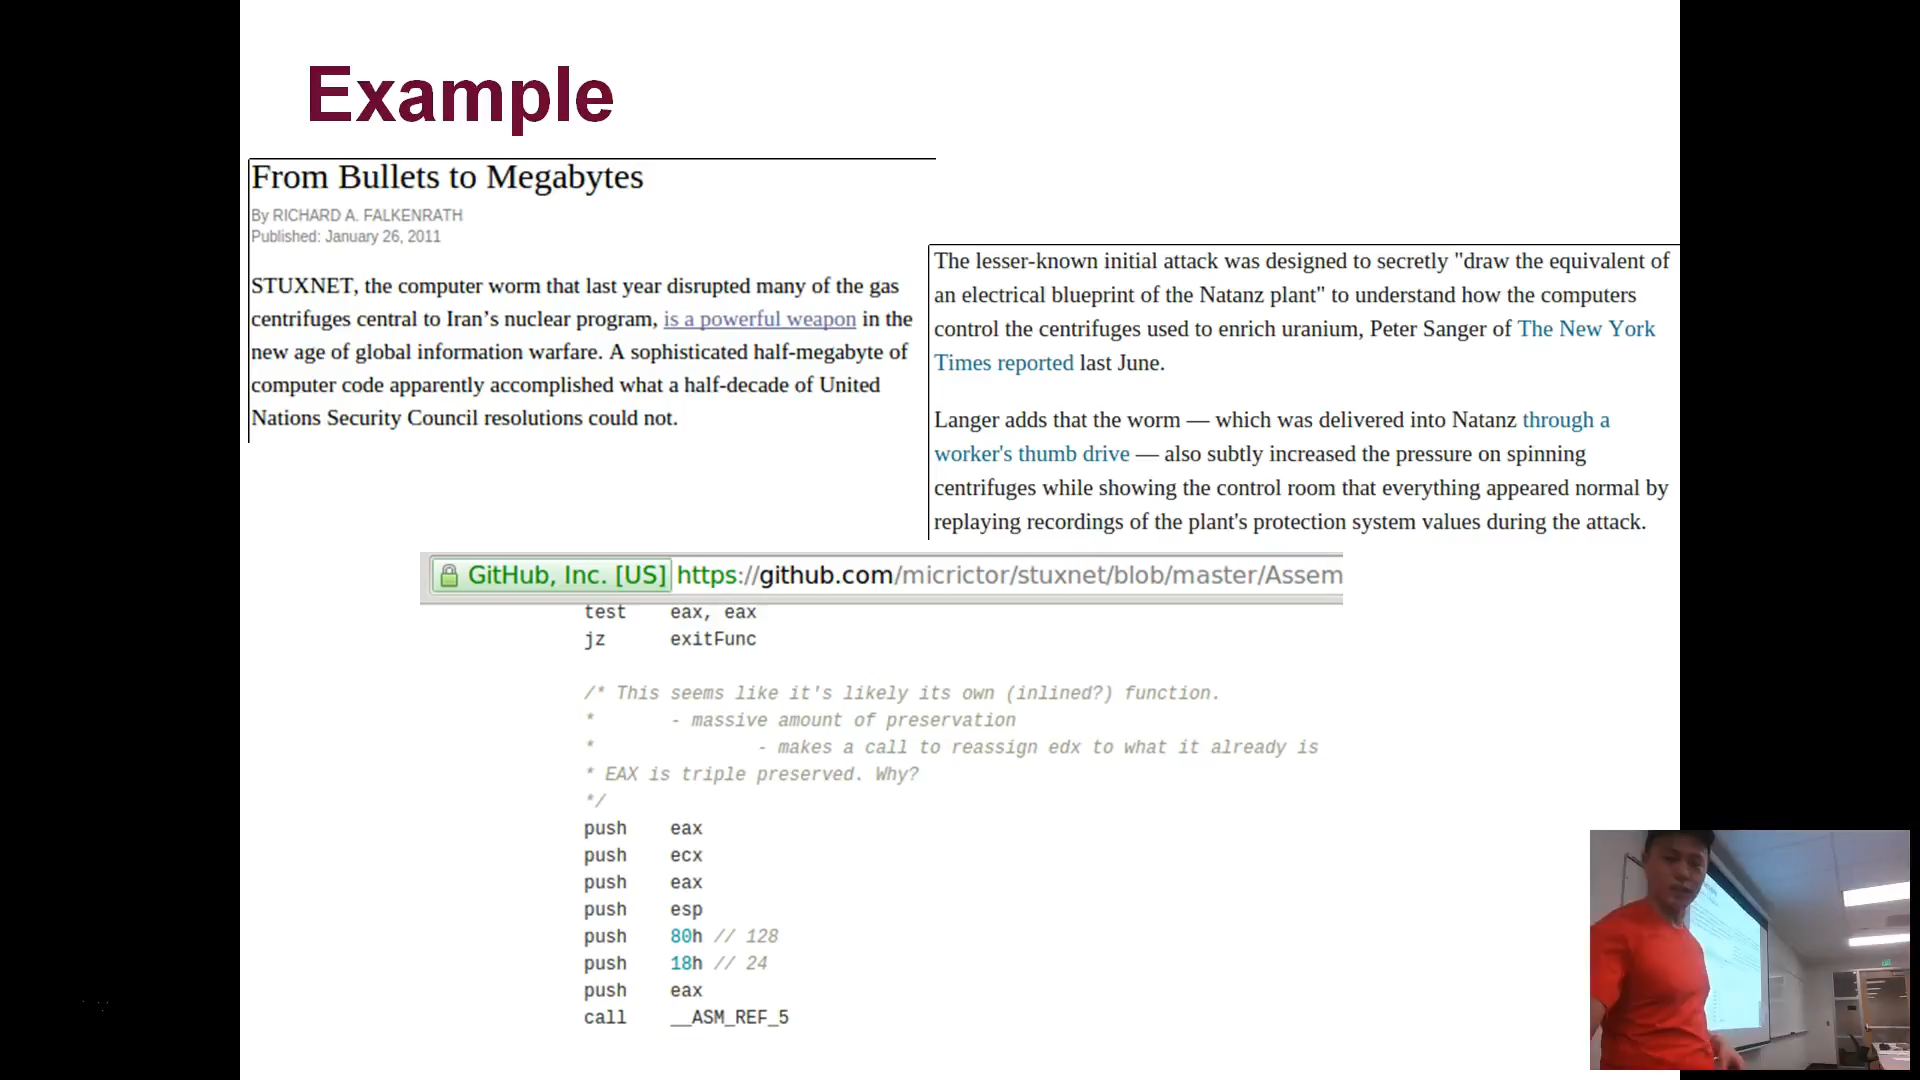 Example
From Bullets to Megabytes
By RICHARD A. FALKENRATH
Published: January 26, 2011
STUXNET, the computer worm that last year disrupted many of the gas
centrifuges central to Iran's nuclear program, is a powerful weapon in the
new age of global information warfare. A sophisticated half-megabyte of
computer code apparently accomplished what a half-decade of United
Nations Security Council resolutions could not.
The lesser-known initial attack was designed to secretly "draw the equivalent of
an electrical blueprint of the Natanz plant" to understand how the computers
control the centrifuges used to enrich uranium, Peter Sanger of The New York
Times reported last June.
Langer adds that the worm — which was delivered into Natanz through a
worker's thumb drive — also subtly increased the pressure on spinning
centrifuges while showing the control room that everything appeared normal by
replaying recordings of the plant's protection system values during the attack.
GitHub, Inc. [US] https://github.com/micrictor/stuxnet/blob/master/Assem
test eax, eax
jz exitFunc
/* This seems like it's likely its own (inlined?) function.
* - massive amount of preservation
* - makes a call to reassign edx to what it already is
* EAX is triple preserved. Why?
*/
push eax
push ecx
push eax
push esp
push 80h // 128
push 18h // 24
push eax
call __ASM_REF_5